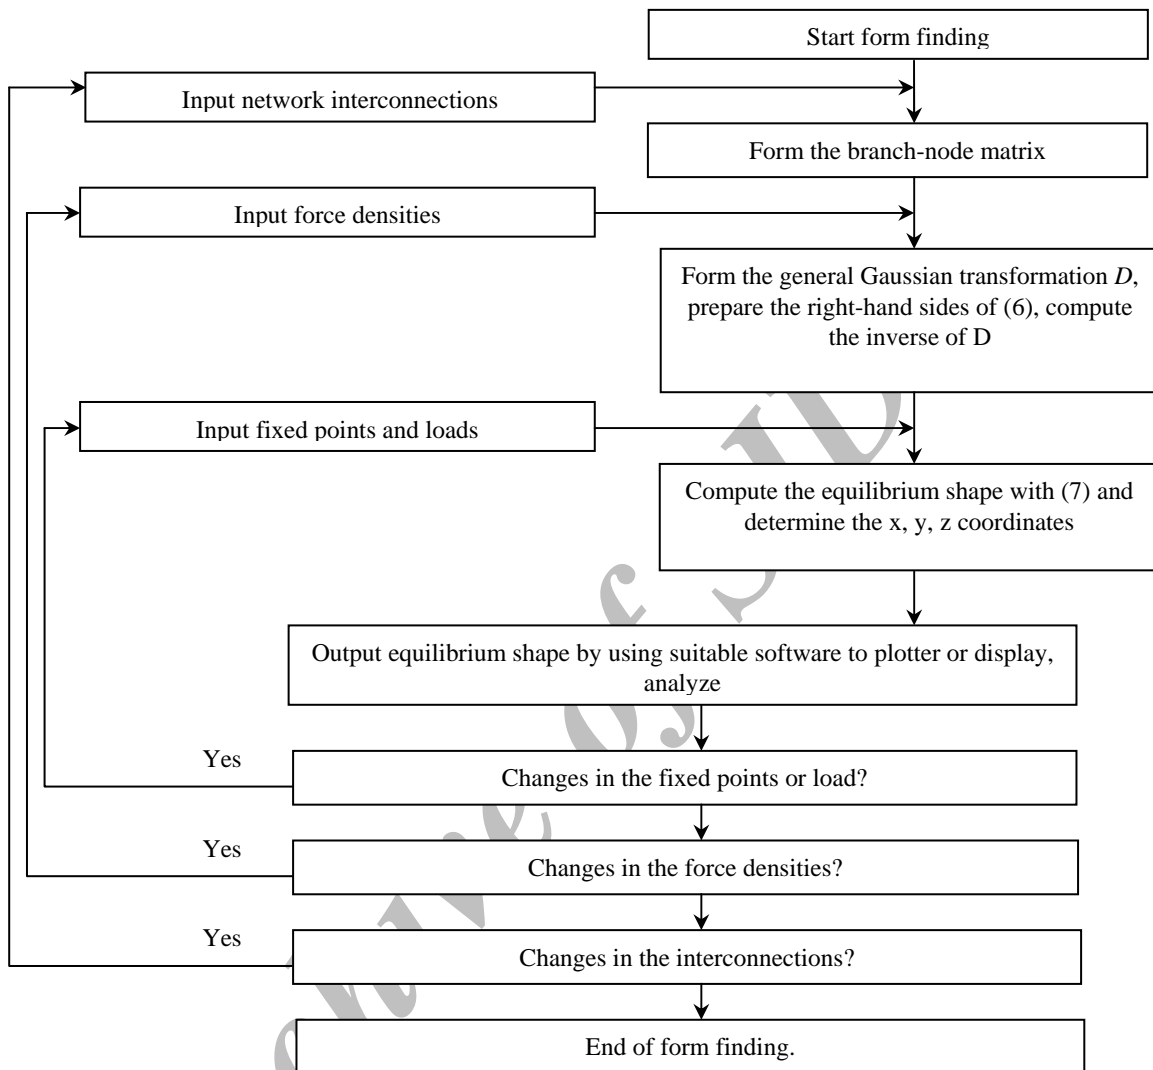 Start form finding
Input network interconnections
Form the branch-node matrix
Input force densities
Form the general Gaussian transformation D,
prepare the right-hand sides of (6), compute
the inverse of D
Input fixed points and loads
Compute the equilibrium shape with (7) and
determine the x, y, z coordinates
Output equilibrium shape by using suitable software to plotter or display,
analyze
Yes
Changes in the fixed points or load?
Yes
Changes in the force densities?
Yes
Changes in the interconnections?
End of form finding.